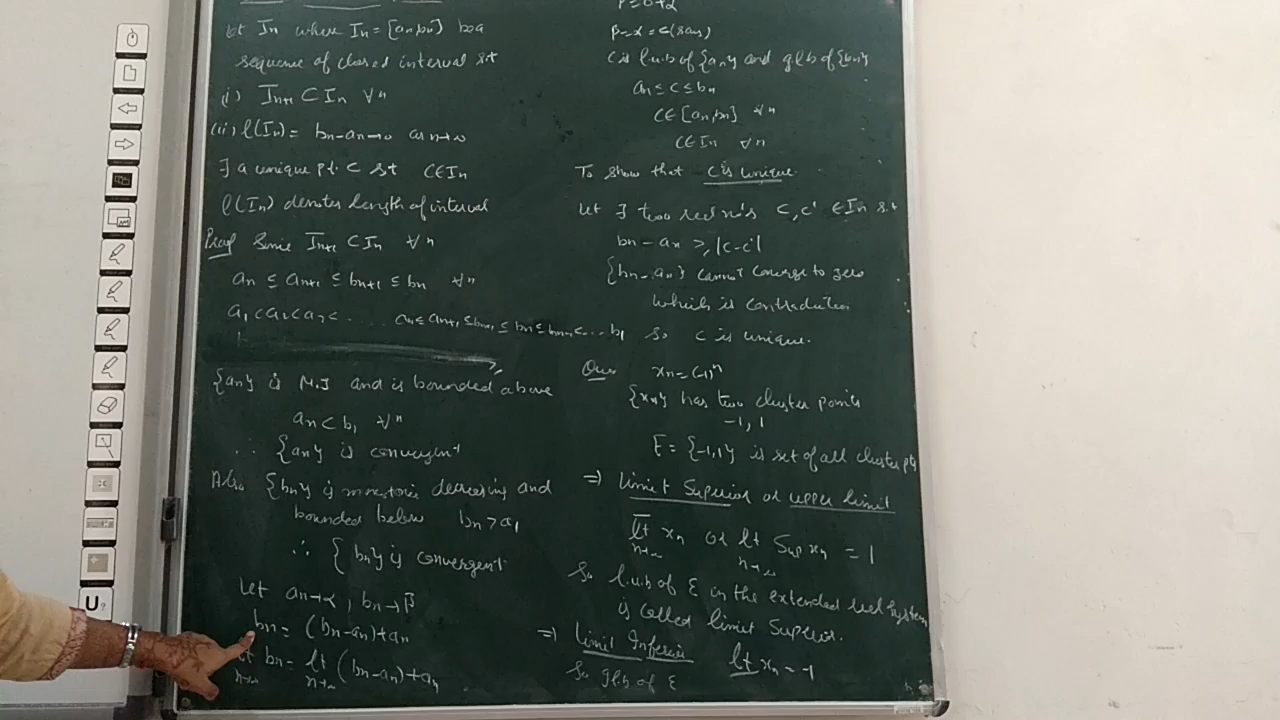 let In where In = [an, bn] be a
sequence of closed interval s.t
(i) In+1 ⊂ In ∀ n
(ii) l(In) = bn - an → 0 as n→∞
∃ a unique pt. C s.t C ∈ In
l(In) denotes length of interval
Proof Since In+1 ⊂ In ∀ n
an ≤ an+1 ≤ bn+1 ≤ bn ∀ n
a1 < a2 < a3 < .... an ≤ an+1 ≤ bn+1 ≤ bn ≤ bn-1 < ... b1
{an} is M.I and is bounded above
an < b1 ∀ n
∴ {an} is convergent
Also {bn} is monotonic decreasing and
bounded below bn > a1
∴ { bn} is convergent
Let an→α, bn→β
bn = (bn-an)+an
lt n→∞ bn = lt n→∞ (bn-an)+an
β = 0+α
β = α = c (say)
C is l.u.b of {an} and g.l.b of {bn}
an ≤ c ≤ bn
C ∈ [an, bn] ∀ n
C ∈ In ∀ n
To show that C is unique.
Let ∃ two real no's C, C' ∈ In s.t
bn - an ≥ |c-c'|
{bn - an} cannot converge to zero
which is contradiction
so C is unique.
Ques xn = (-1)^n
{xn} has two cluster points
-1, 1
E = {-1,1} is set of all cluster pts
⇒ Limit Superior or upper limit
lt n→∞ xn or lt n→∞ Sup xn = 1
So l.u.b of E in the extended real system
is called limit Superior.
⇒ Limit Inferior lt xn = -1
So g.l.b of E
U?